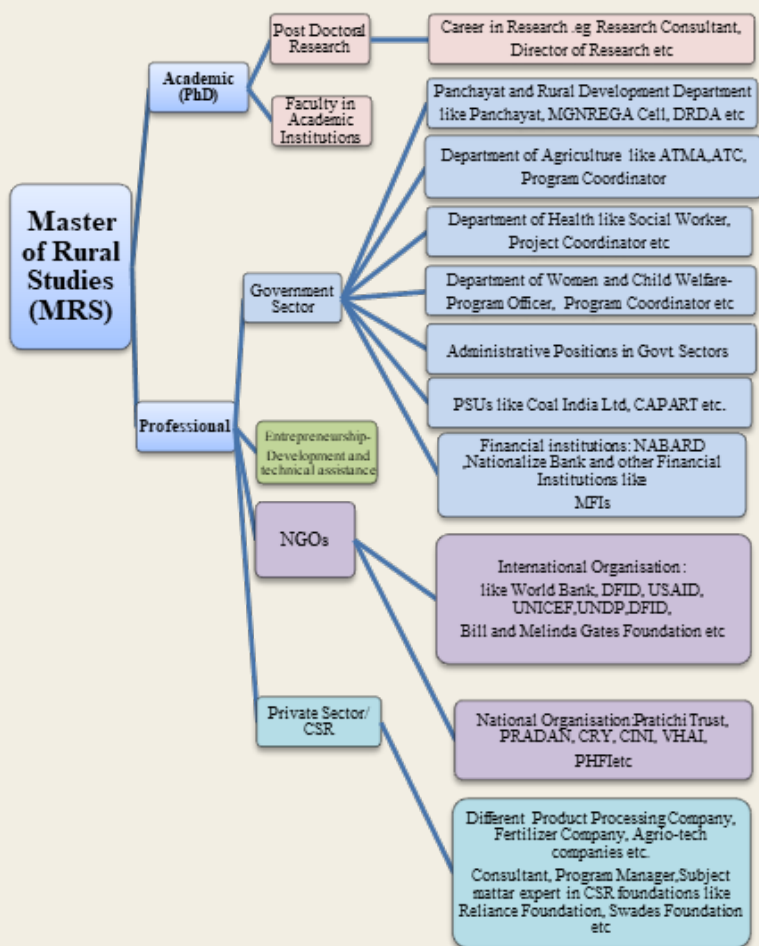 Post Doctoral
Research
Career in Research .eg Research Consultant,
Director of Research etc
Academic
(PhD)
Faculty in
Academic
Institutions
Panchayat and Rural Development Department
like Panchayat, MGNREGA Cell, DRDA etc
Department of Agriculture like ATMA,ATC,
Program Coordinator
Master
of Rural
Studies
(MRS)
Department of Health like Social Worker,
Project Coordinator etc
Government
Sector
Department of Women and Child Welfare-
Program Officer, Program Coordinator etc
Administrative Positions in Govt. Sectors
PSUs like Coal India Ltd, CAPART etc.
Professional
Entrepreneurship-
Development and
technical assistance
Financial institutions: NABARD
,Nationalize Bank and other Financial
Institutions like
MFIs
NGOs
International Organisation :
like World Bank, DFID, USAID,
UNICEF,UNDP,DFID,
Bill and Melinda Gates Foundation etc
Private Sector/
CSR
National Organisation:Pratichi Trust,
PRADAN, CRY, CINI, VHAI,
PHFIetc
Different Product Processing Company,
Fertilizer Company, Agrio-tech
companies etc.
Consultant, Program Manager,Subject
mattar expert in CSR foundations like
Reliance Foundation, Swades Foundation
etc